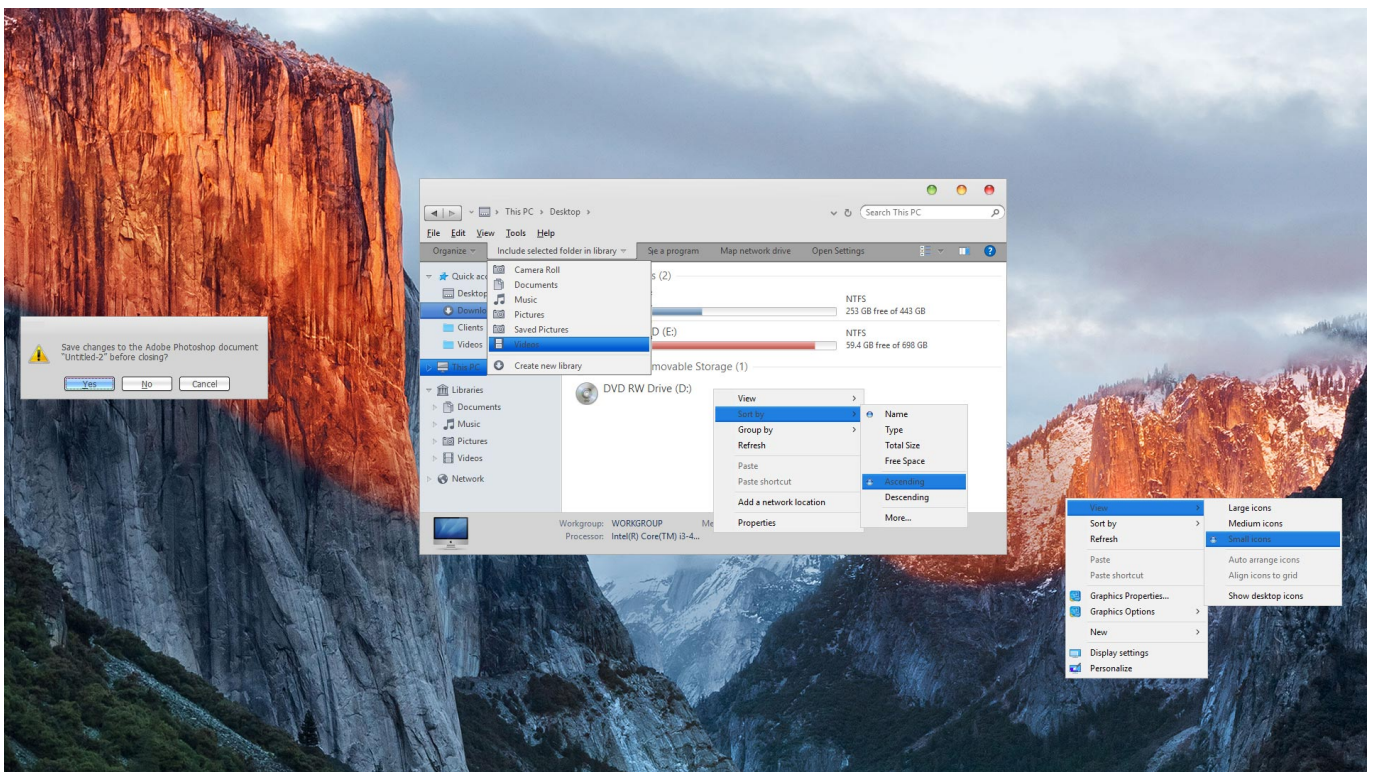 This PC
Desktop
Search This PC
File Edit View Tools Help
Organize
Include selected folder in library
a program
Map network drive
Open Settings
Quick
Camera Roll
Documents
Music
Pictures
Saved Pictures
Videos
Create new library
s (2)
NTFS
253 GB free of 443 GB
D (E:)
NTFS
59.4 GB free of 698 GB
Storage (1)
DVD RW Drive (D:)
Clients
Videos
This PC
Libraries
Documents
Music
Pictures
Videos
Network
Workgroup: WORKGROUP
Processor: Intel(R) Core(TM) i3-4...
Save changes to the Adobe Photoshop document
"Untitled-2" before closing?
Yes No Cancel
View
Sort by
Group by
Refresh
Paste
Paste shortcut
Add a network location
Properties
Name
Type
Total Size
Free Space
Ascending
Descending
More...
View
Sort by
Refresh
Paste
Paste shortcut
Graphics Properties...
Graphics Options
New
Display settings
Personalize
Large icons
Medium icons
Small icons
Auto arrange icons
Align icons to grid
Show desktop icons